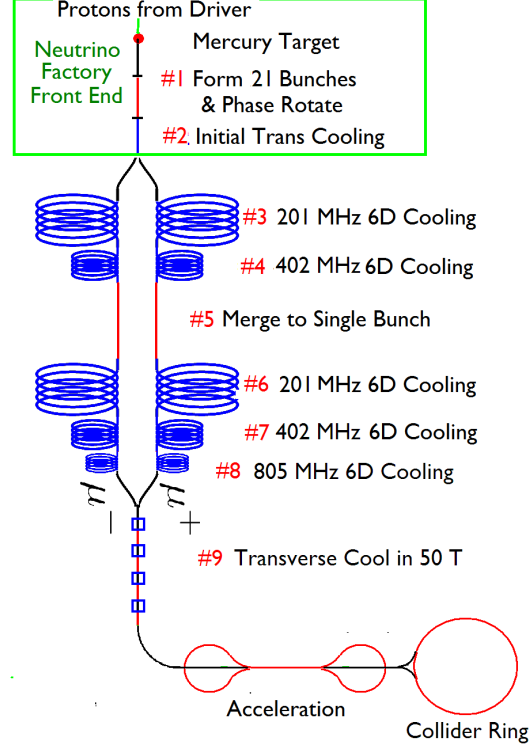 Protons from Driver
Neutrino
Factory
Front End
Mercury Target
#1 Form 21 Bunches
& Phase Rotate
#2 Initial Trans Cooling
#3 201 MHz 6D Cooling
#4 402 MHz 6D Cooling
#5 Merge to Single Bunch
#6 201 MHz 6D Cooling
#7 402 MHz 6D Cooling
#8 805 MHz 6D Cooling
μ− μ+
#9 Transverse Cool in 50 T
Acceleration
Collider Ring